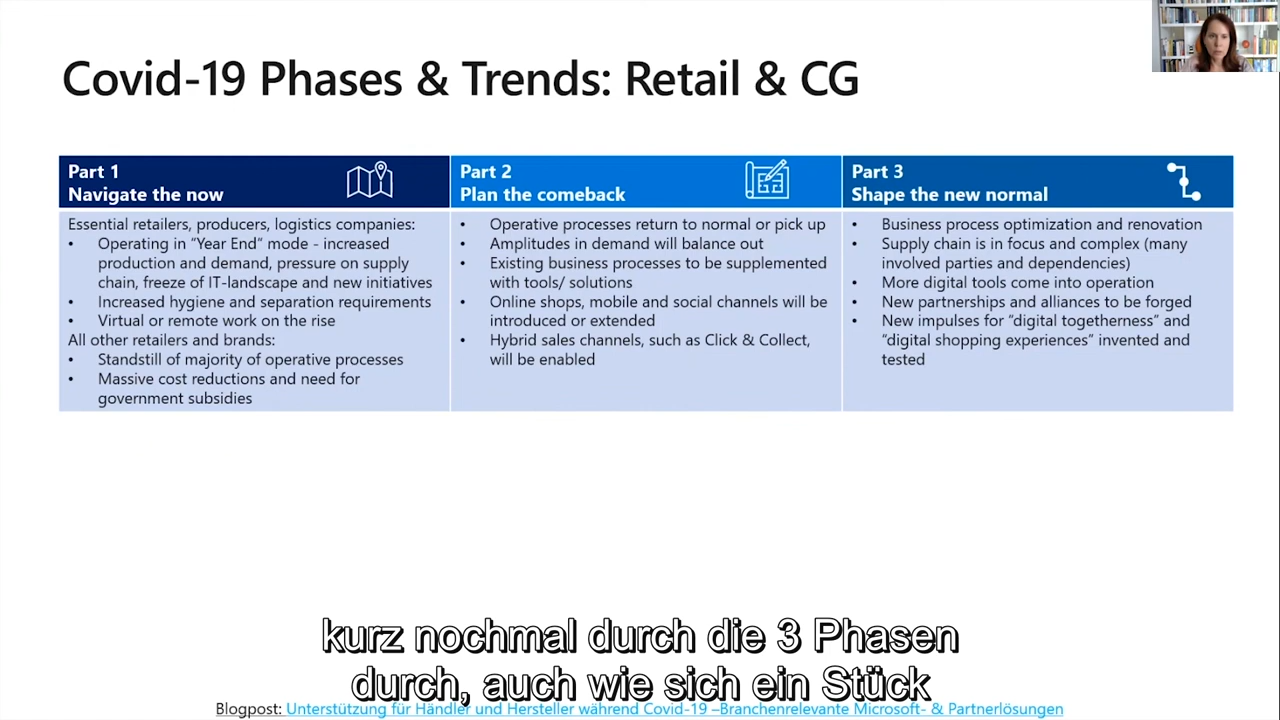 Covid-19 Phases & Trends: Retail & CG
Part 1
Navigate the now
Essential retailers, producers, logistics companies:
• Operating in “Year End” mode - increased
production and demand, pressure on supply
chain, freeze of IT-landscape and new initiatives
• Increased hygiene and separation requirements
• Virtual or remote work on the rise
All other retailers and brands:
• Standstill of majority of operative processes
• Massive cost reductions and need for
government subsidies
Part 2
Plan the comeback
• Operative processes return to normal or pick up
• Amplitudes in demand will balance out
• Existing business processes to be supplemented
with tools/ solutions
• Online shops, mobile and social channels will be
introduced or extended
• Hybrid sales channels, such as Click & Collect,
will be enabled
Part 3
Shape the new normal
• Business process optimization and renovation
• Supply chain is in focus and complex (many
involved parties and dependencies)
• More digital tools come into operation
• New partnerships and alliances to be forged
• New impulses for “digital togetherness” and
“digital shopping experiences” invented and
tested
kurz nochmal durch die 3 Phasen
durch, auch wie sich ein Stück
Blogpost: Unterstützung für Händler und Hersteller während Covid-19 –Branchenrelevante Microsoft- & Partnerlösungen